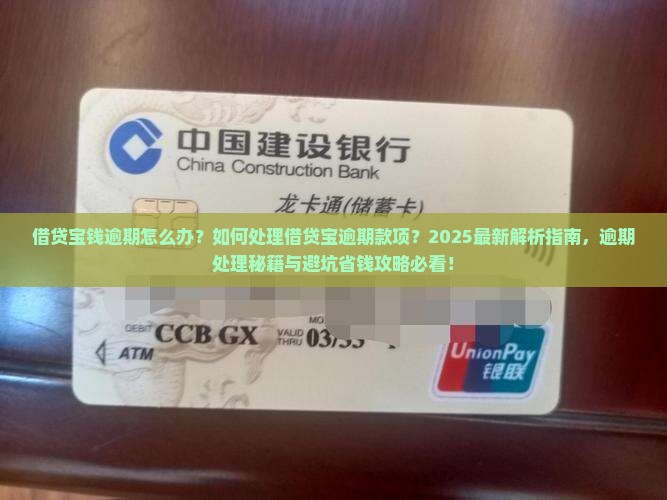 中国建设银行
China Construction Bank
龙卡通(储蓄卡)
借贷宝钱逾期怎么办？如何处理借贷宝逾期款项？2025最新解析指南，逾期
处理秘籍与避坑省钱攻略必看！
DEBIT CCB GX VALID THRU
ATM
UnionPay
银联